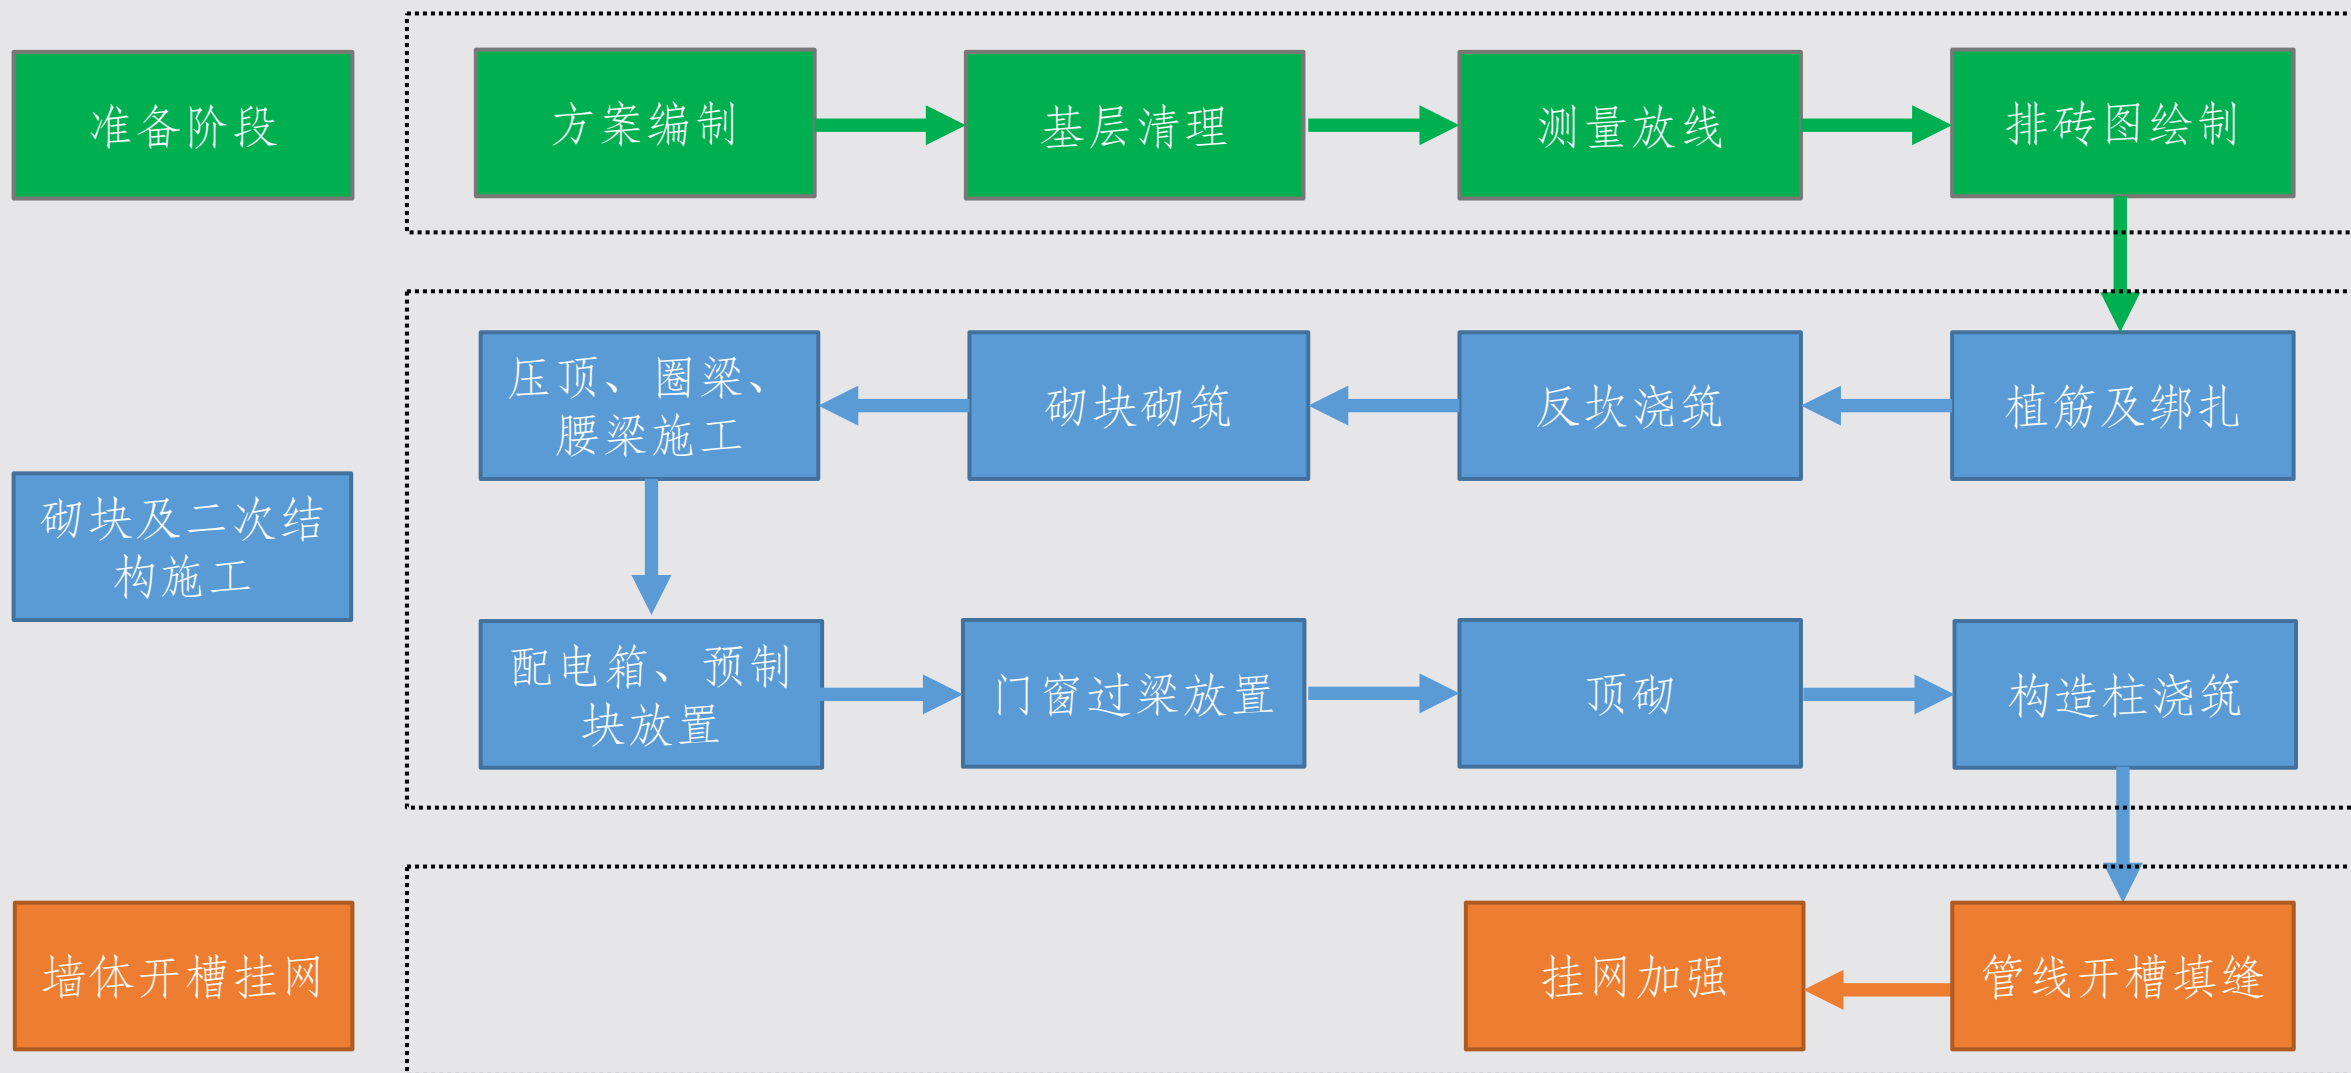 准备阶段
方案编制
基层清理
测量放线
排砖图绘制
砌块及二次结
构施工
压顶、圈梁、
腰梁施工
砌块砌筑
反坎浇筑
植筋及绑扎
配电箱、预制
块放置
门窗过梁放置
顶砌
构造柱浇筑
墙体开槽挂网
挂网加强
管线开槽填缝